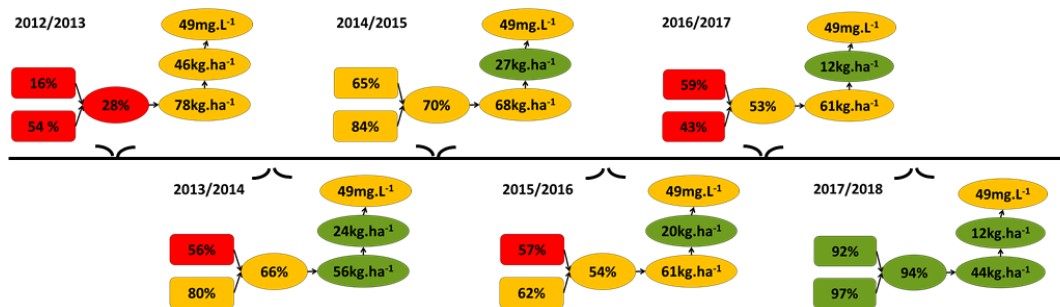 2012/2013
49mg.L⁻¹
46kg.ha⁻¹
16%
28%
78kg.ha⁻¹
54 %
2014/2015
49mg.L⁻¹
27kg.ha⁻¹
65%
70%
68kg.ha⁻¹
84%
2016/2017
49mg.L⁻¹
12kg.ha⁻¹
59%
53%
61kg.ha⁻¹
43%
2013/2014
49mg.L⁻¹
24kg.ha⁻¹
56%
66%
56kg.ha⁻¹
80%
2015/2016
49mg.L⁻¹
20kg.ha⁻¹
57%
54%
61kg.ha⁻¹
62%
2017/2018
49mg.L⁻¹
12kg.ha⁻¹
92%
94%
44kg.ha⁻¹
97%